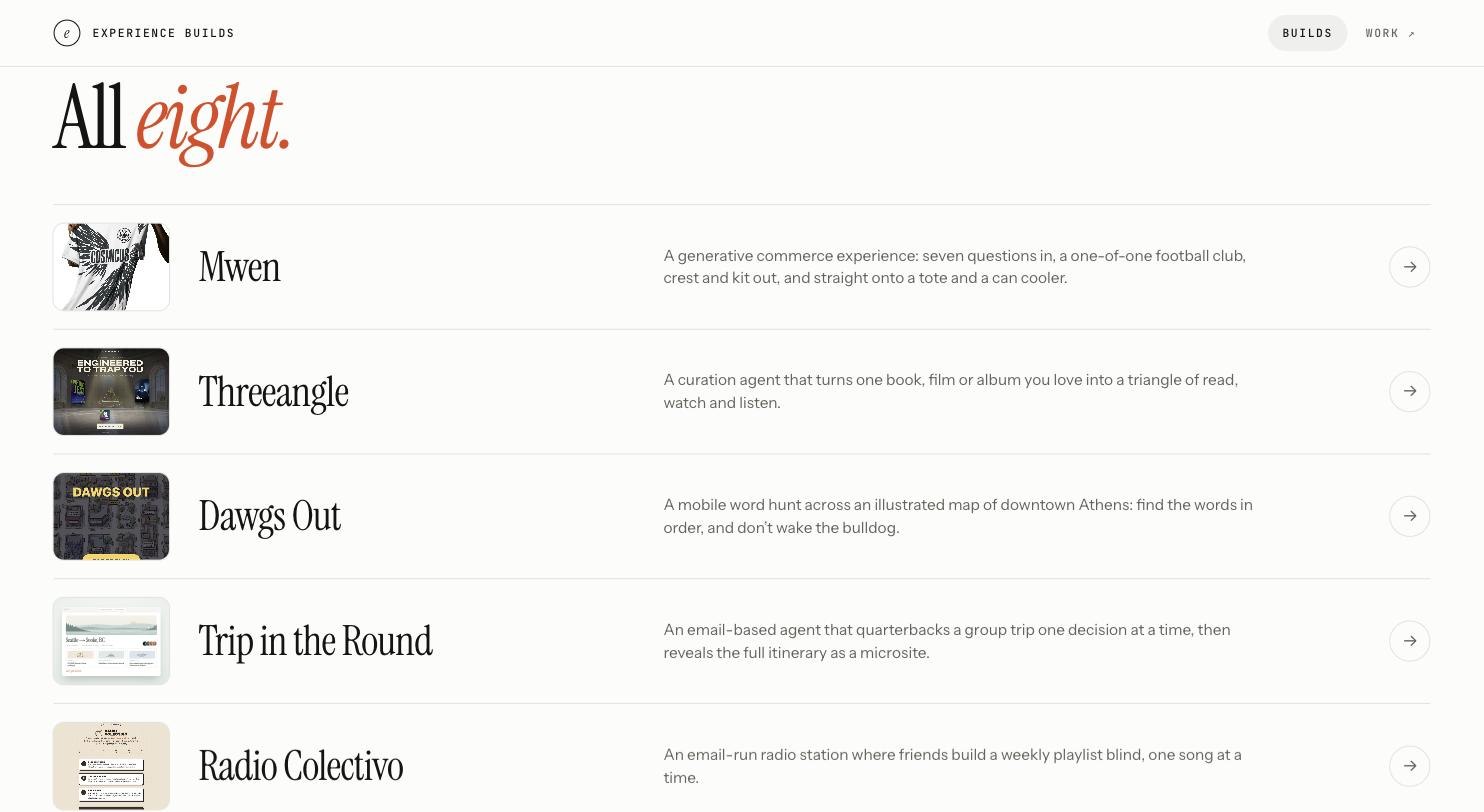 e EXPERIENCE BUILDS
BUILDS WORK ↗
All eight.
COSMICUS
Mwen
A generative commerce experience: seven questions in, a one-of-one football club,
crest and kit out, and straight onto a tote and a can cooler.
→
ENGINEERED
TO TRAP YOU
Threeangle
A curation agent that turns one book, film or album you love into a triangle of read,
watch and listen.
→
DAWGS OUT
Dawgs Out
A mobile word hunt across an illustrated map of downtown Athens: find the words in
order, and don’t wake the bulldog.
→
Trip in the Round
An email-based agent that quarterbacks a group trip one decision at a time, then
reveals the full itinerary as a microsite.
→
Radio Colectivo
An email-run radio station where friends build a weekly playlist blind, one song at a
time.
→